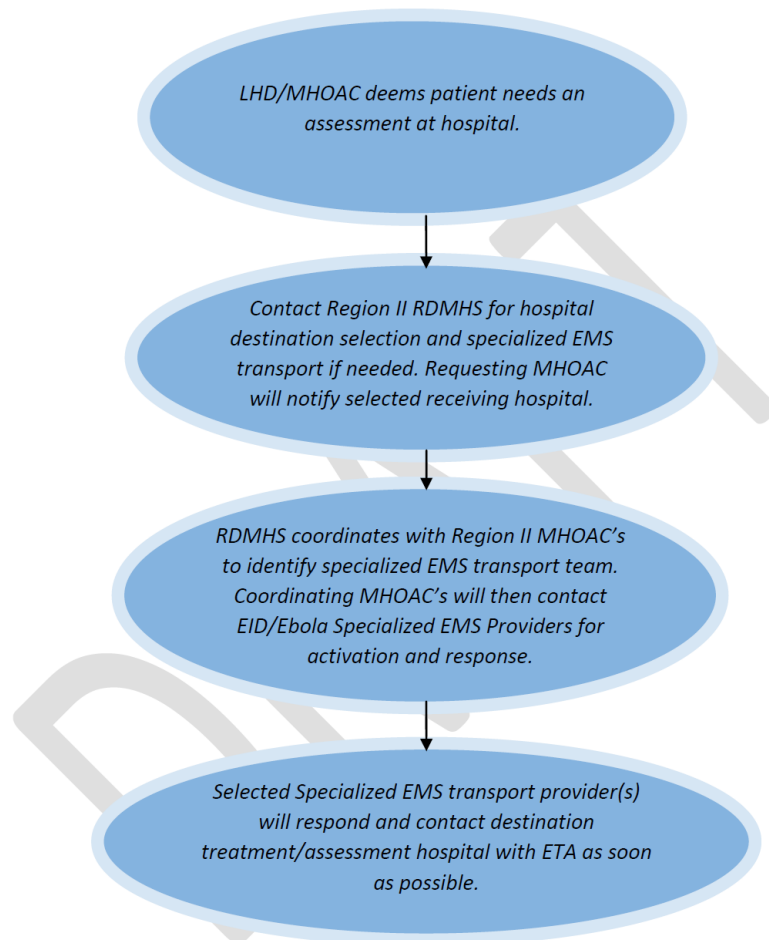 LHD/MHOAC deems patient needs an
assessment at hospital.
Contact Region II RDMHS for hospital
destination selection and specialized EMS
transport if needed. Requesting MHOAC
will notify selected receiving hospital.
RDMHS coordinates with Region II MHOAC’s
to identify specialized EMS transport team.
Coordinating MHOAC’s will then contact
EID/Ebola Specialized EMS Providers for
activation and response.
Selected Specialized EMS transport provider(s)
will respond and contact destination
treatment/assessment hospital with ETA as soon
as possible.
DRAFT